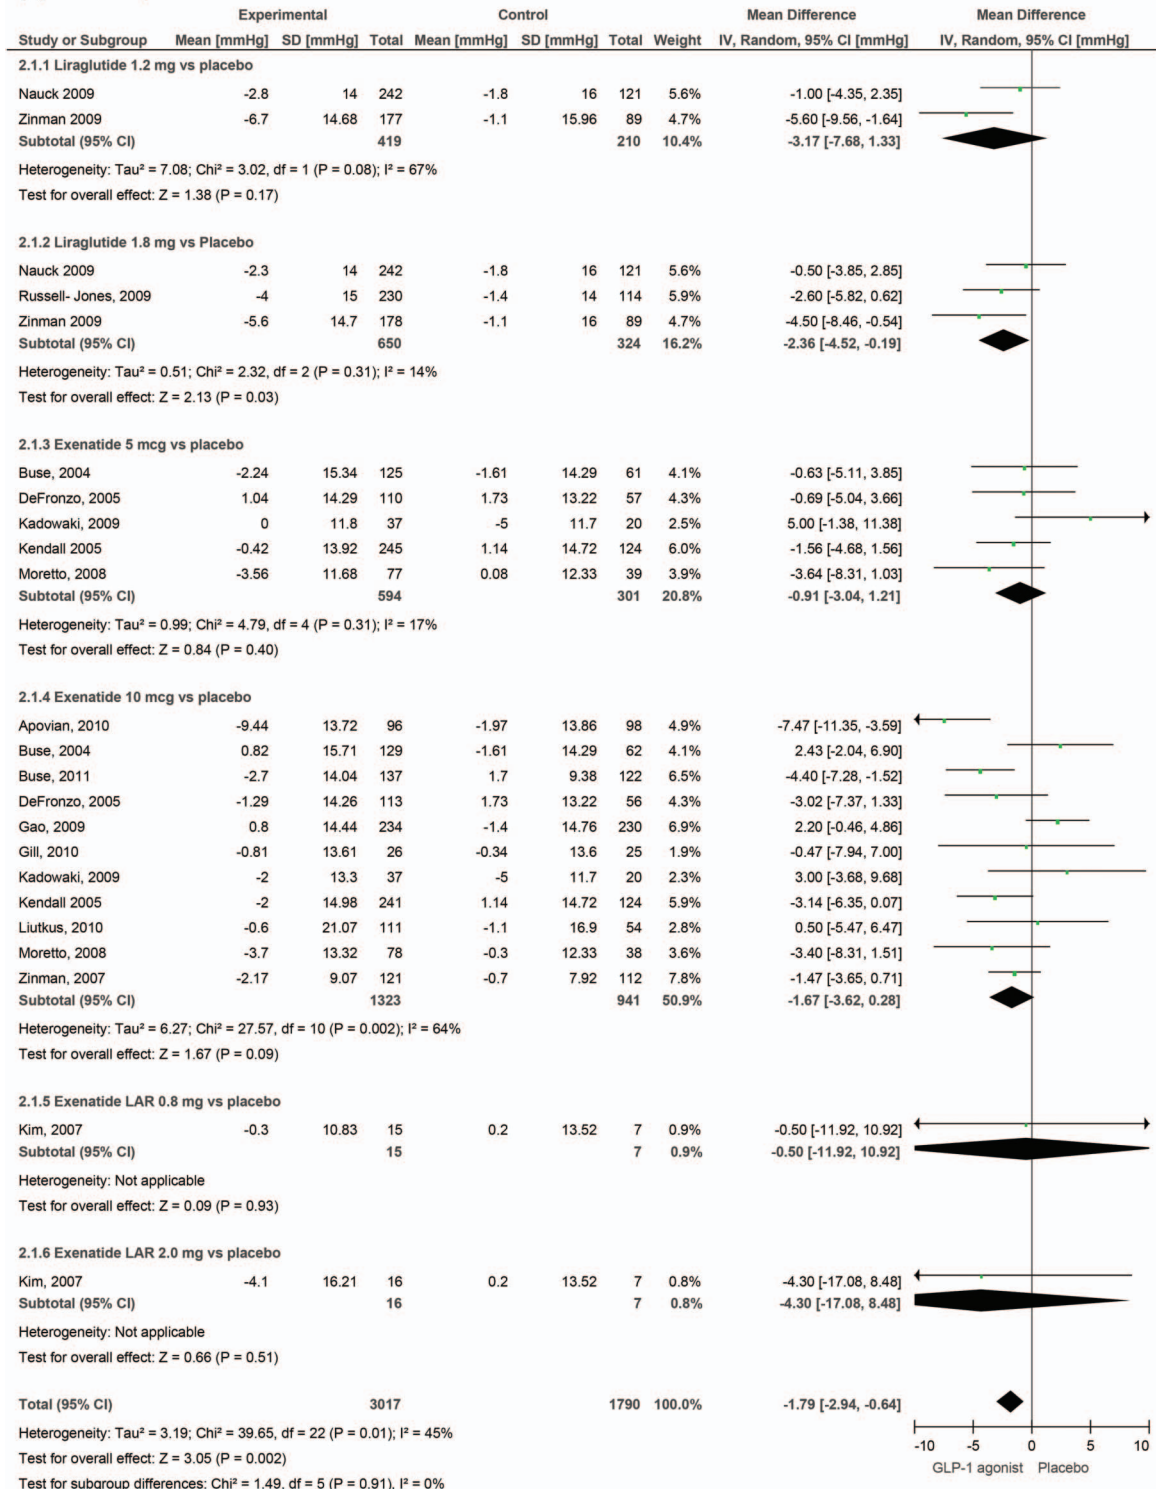 Experimental Control Mean Difference Mean Difference
Study or Subgroup Mean [mmHg] SD [mmHg] Total Mean [mmHg] SD [mmHg] Total Weight IV, Random, 95% CI [mmHg] IV, Random, 95% CI [mmHg]
2.1.1 Liraglutide 1.2 mg vs placebo
Nauck 2009 -2.8 14 242 -1.8 16 121 5.6% -1.00 [-4.35, 2.35]
Zinman 2009 -6.7 14.68 177 -1.1 15.96 89 4.7% -5.60 [-9.56, -1.64]
Subtotal (95% CI) 419 210 10.4% -3.17 [-7.68, 1.33]
Heterogeneity: Tau² = 7.08; Chi² = 3.02, df = 1 (P = 0.08); I² = 67%
Test for overall effect: Z = 1.38 (P = 0.17)
2.1.2 Liraglutide 1.8 mg vs Placebo
Nauck 2009 -2.3 14 242 -1.8 16 121 5.6% -0.50 [-3.85, 2.85]
Russell- Jones, 2009 -4 15 230 -1.4 14 114 5.9% -2.60 [-5.82, 0.62]
Zinman 2009 -5.6 14.7 178 -1.1 16 89 4.7% -4.50 [-8.46, -0.54]
Subtotal (95% CI) 650 324 16.2% -2.36 [-4.52, -0.19]
Heterogeneity: Tau² = 0.51; Chi² = 2.32, df = 2 (P = 0.31); I² = 14%
Test for overall effect: Z = 2.13 (P = 0.03)
2.1.3 Exenatide 5 mcg vs placebo
Buse, 2004 -2.24 15.34 125 -1.61 14.29 61 4.1% -0.63 [-5.11, 3.85]
DeFronzo, 2005 1.04 14.29 110 1.73 13.22 57 4.3% -0.69 [-5.04, 3.66]
Kadowaki, 2009 0 11.8 37 -5 11.7 20 2.5% 5.00 [-1.38, 11.38]
Kendall 2005 -0.42 13.92 245 1.14 14.72 124 6.0% -1.56 [-4.68, 1.56]
Moretto, 2008 -3.56 11.68 77 0.08 12.33 39 3.9% -3.64 [-8.31, 1.03]
Subtotal (95% CI) 594 301 20.8% -0.91 [-3.04, 1.21]
Heterogeneity: Tau² = 0.99; Chi² = 4.79, df = 4 (P = 0.31); I² = 17%
Test for overall effect: Z = 0.84 (P = 0.40)
2.1.4 Exenatide 10 mcg vs placebo
Apovian, 2010 -9.44 13.72 96 -1.97 13.86 98 4.9% -7.47 [-11.35, -3.59]
Buse, 2004 0.82 15.71 129 -1.61 14.29 62 4.1% 2.43 [-2.04, 6.90]
Buse, 2011 -2.7 14.04 137 1.7 9.38 122 6.5% -4.40 [-7.28, -1.52]
DeFronzo, 2005 -1.29 14.26 113 1.73 13.22 56 4.3% -3.02 [-7.37, 1.33]
Gao, 2009 0.8 14.44 234 -1.4 14.76 230 6.9% 2.20 [-0.46, 4.86]
Gill, 2010 -0.81 13.61 26 -0.34 13.6 25 1.9% -0.47 [-7.94, 7.00]
Kadowaki, 2009 -2 13.3 37 -5 11.7 20 2.3% 3.00 [-3.68, 9.68]
Kendall 2005 -2 14.98 241 1.14 14.72 124 5.9% -3.14 [-6.35, 0.07]
Liutkus, 2010 -0.6 21.07 111 -1.1 16.9 54 2.8% 0.50 [-5.47, 6.47]
Moretto, 2008 -3.7 13.32 78 -0.3 12.33 38 3.6% -3.40 [-8.31, 1.51]
Zinman, 2007 -2.17 9.07 121 -0.7 7.92 112 7.8% -1.47 [-3.65, 0.71]
Subtotal (95% CI) 1323 941 50.9% -1.67 [-3.62, 0.28]
Heterogeneity: Tau² = 6.27; Chi² = 27.57, df = 10 (P = 0.002); I² = 64%
Test for overall effect: Z = 1.67 (P = 0.09)
2.1.5 Exenatide LAR 0.8 mg vs placebo
Kim, 2007 -0.3 10.83 15 0.2 13.52 7 0.9% -0.50 [-11.92, 10.92]
Subtotal (95% CI) 15 7 0.9% -0.50 [-11.92, 10.92]
Heterogeneity: Not applicable
Test for overall effect: Z = 0.09 (P = 0.93)
2.1.6 Exenatide LAR 2.0 mg vs placebo
Kim, 2007 -4.1 16.21 16 0.2 13.52 7 0.8% -4.30 [-17.08, 8.48]
Subtotal (95% CI) 16 7 0.8% -4.30 [-17.08, 8.48]
Heterogeneity: Not applicable
Test for overall effect: Z = 0.66 (P = 0.51)
Total (95% CI) 3017 1790 100.0% -1.79 [-2.94, -0.64]
Heterogeneity: Tau² = 3.19; Chi² = 39.65, df = 22 (P = 0.01); I² = 45%
Test for overall effect: Z = 3.05 (P = 0.002)
Test for subgroup differences: Chi² = 1.49, df = 5 (P = 0.91), I² = 0%
-10 -5 0 5 10
GLP-1 agonist Placebo